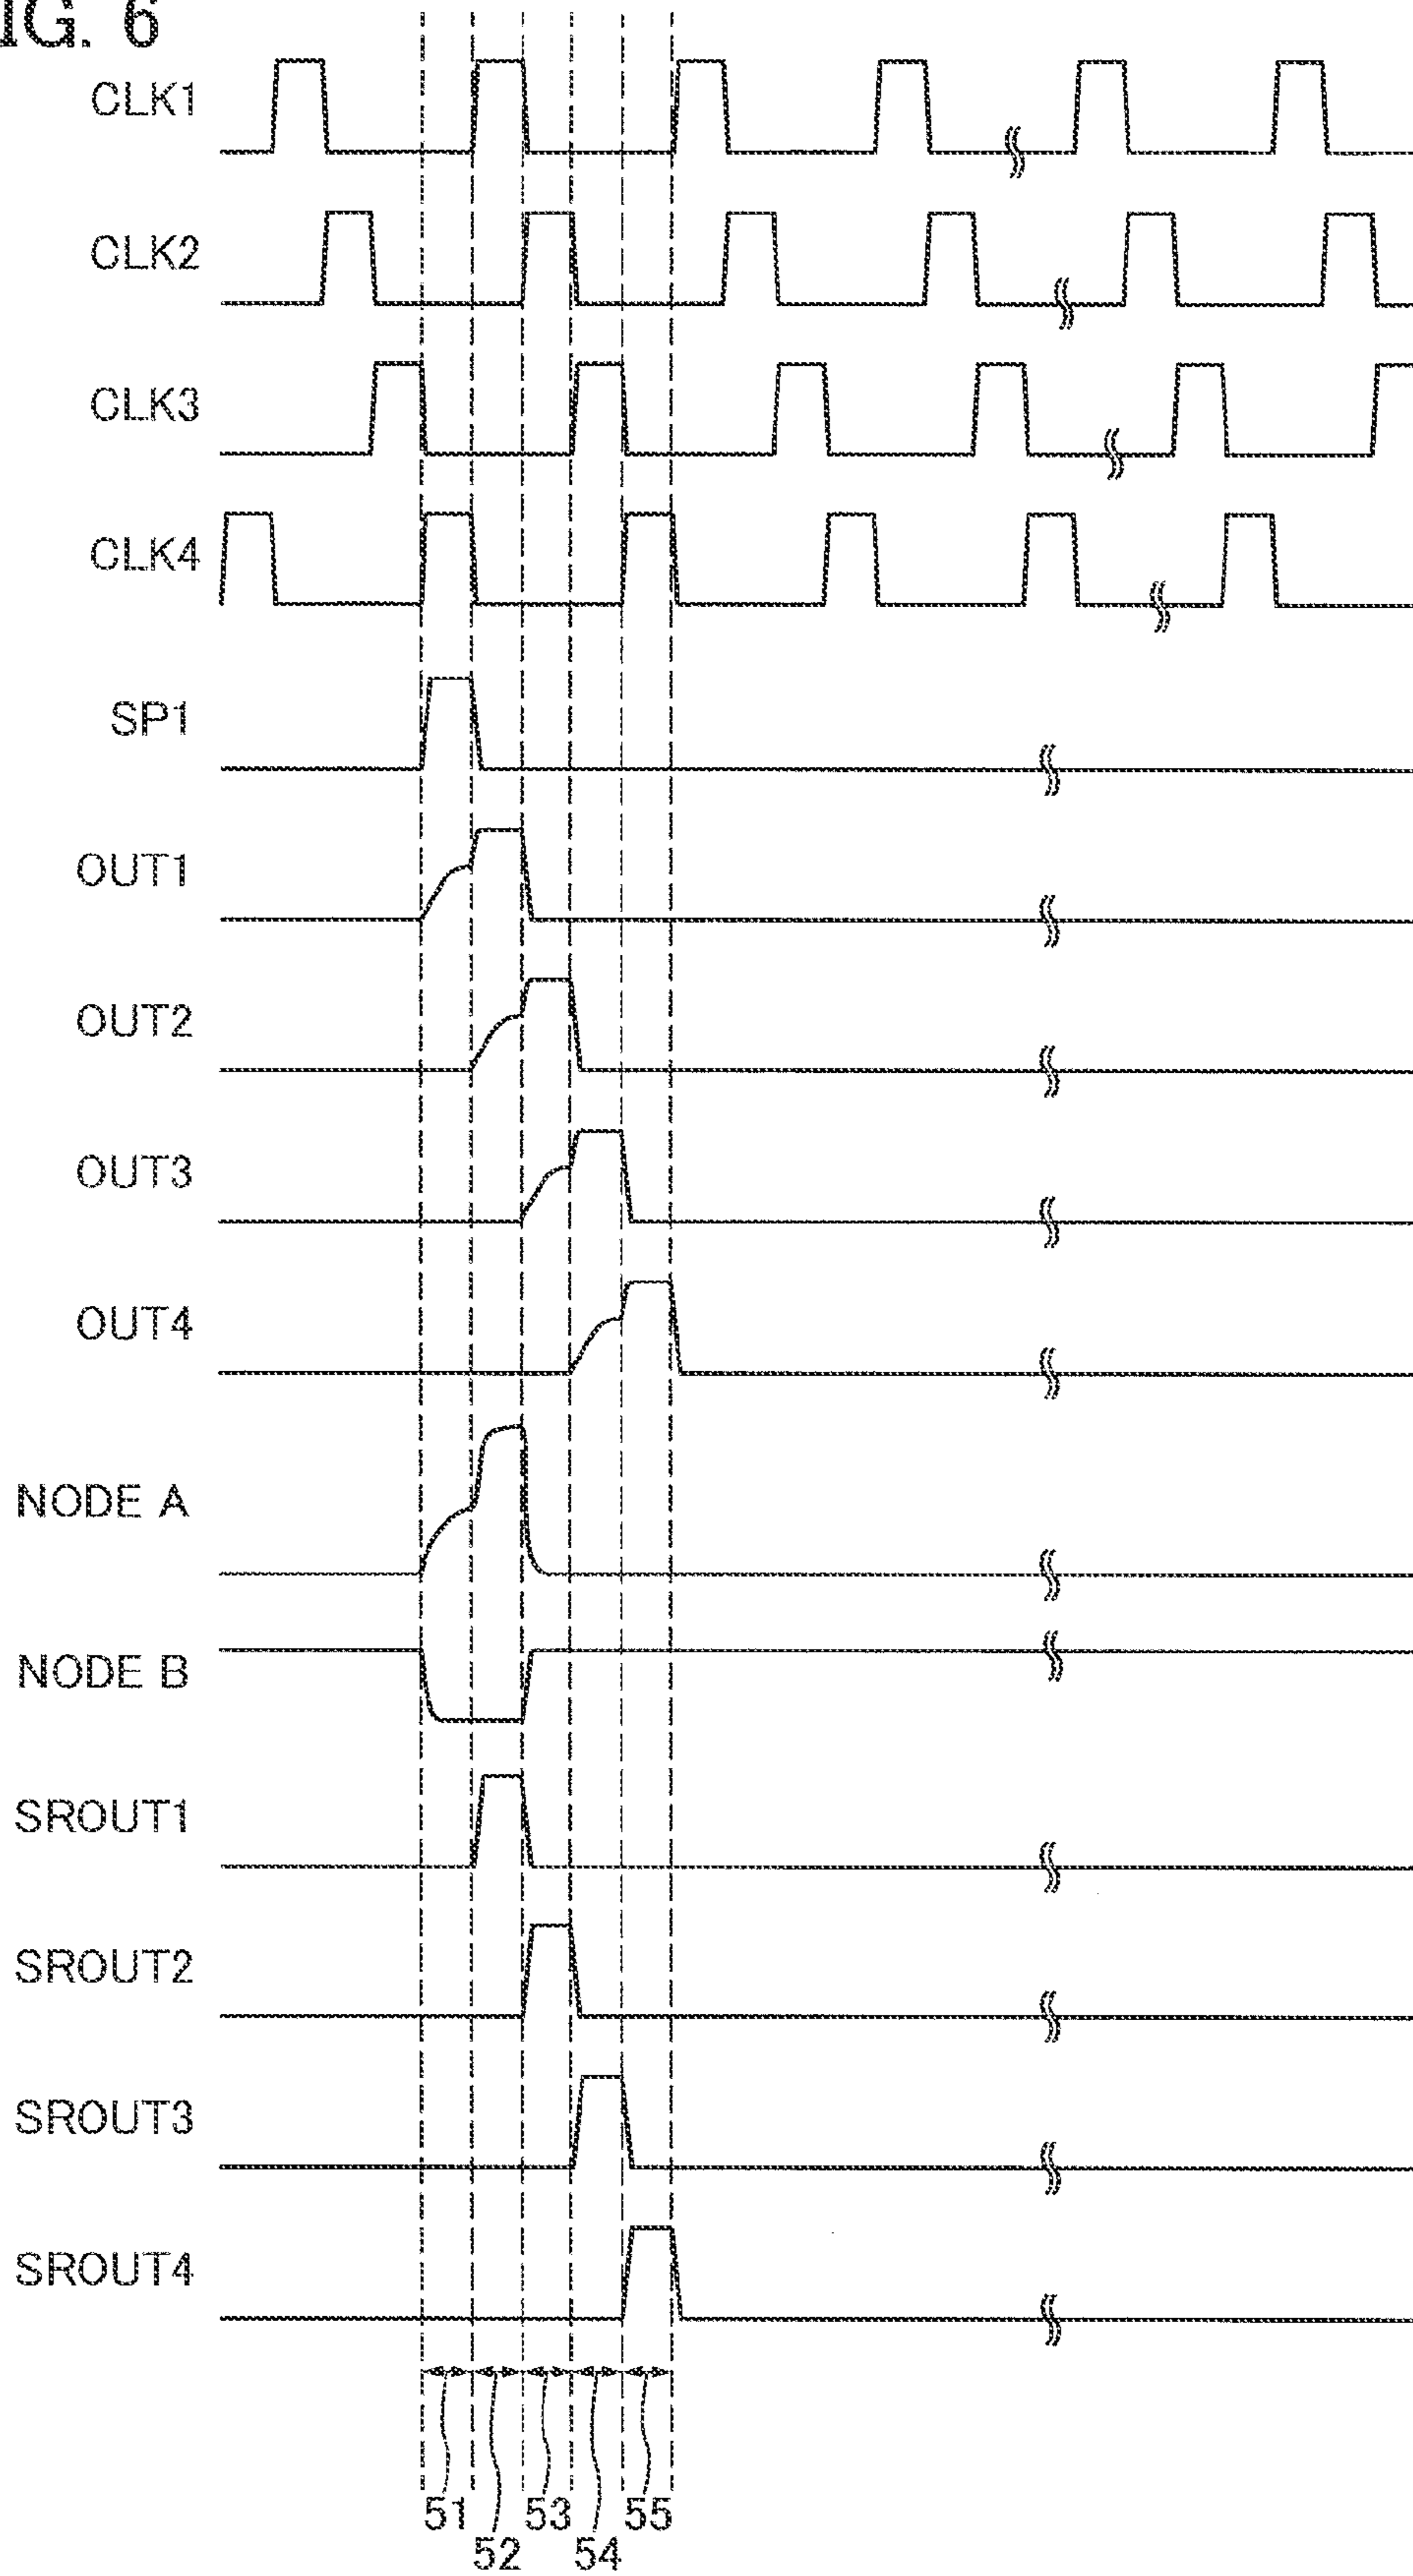 IG. 6
CLK1
CLK2
CLK3
CLK4
SP1
OUT1
OUT2
OUT3
OUT4
NODE A
NODE B
SROUT1
SROUT2
SROUT3
SROUT4
51
53
55
52
54